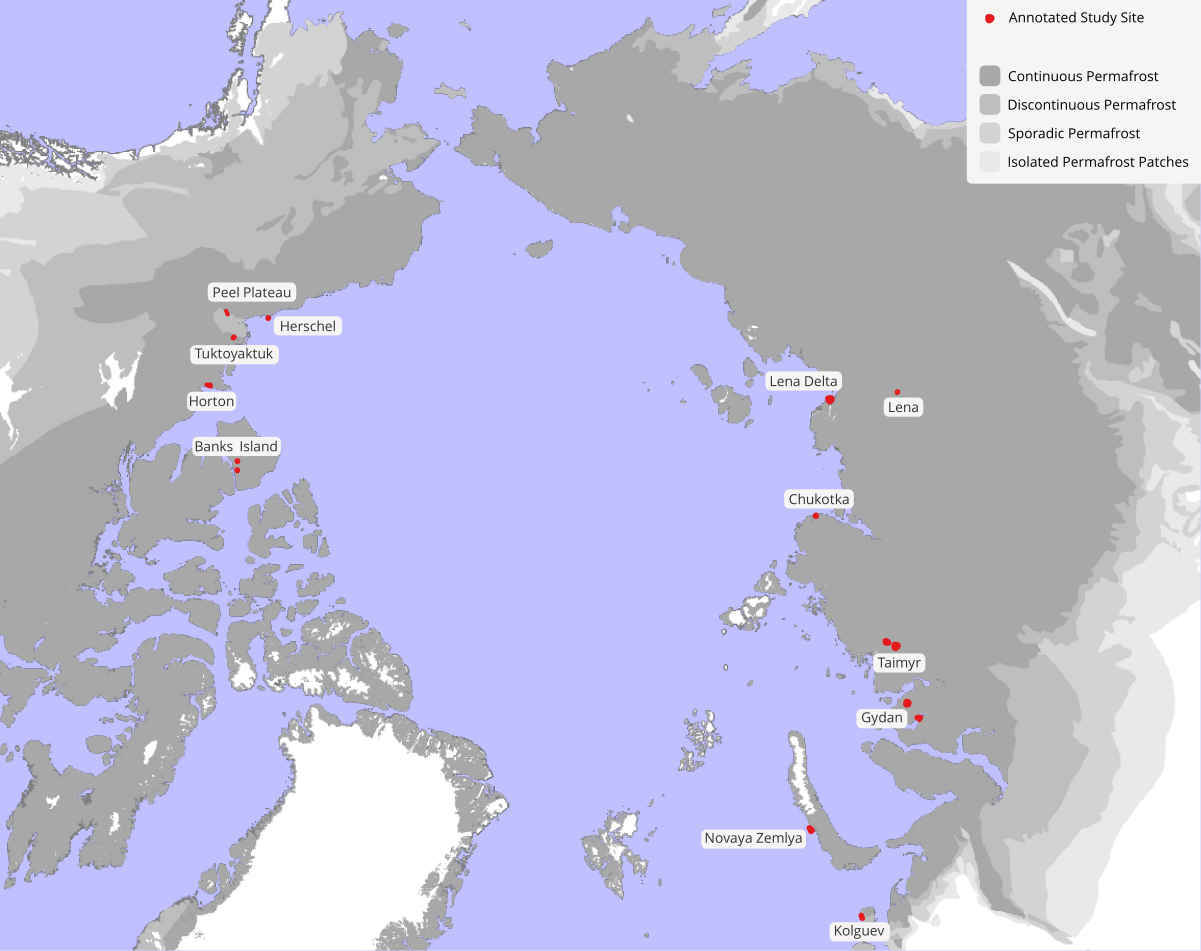 Annotated Study Site
Continuous Permafrost
Discontinuous Permafrost
Sporadic Permafrost
Isolated Permafrost Patches
Peel Plateau
Herschel
Tuktoyaktuk
Horton
Banks Island
Lena Delta
Lena
Chukotka
Taimyr
Gydan
Novaya Zemlya
Kolguev